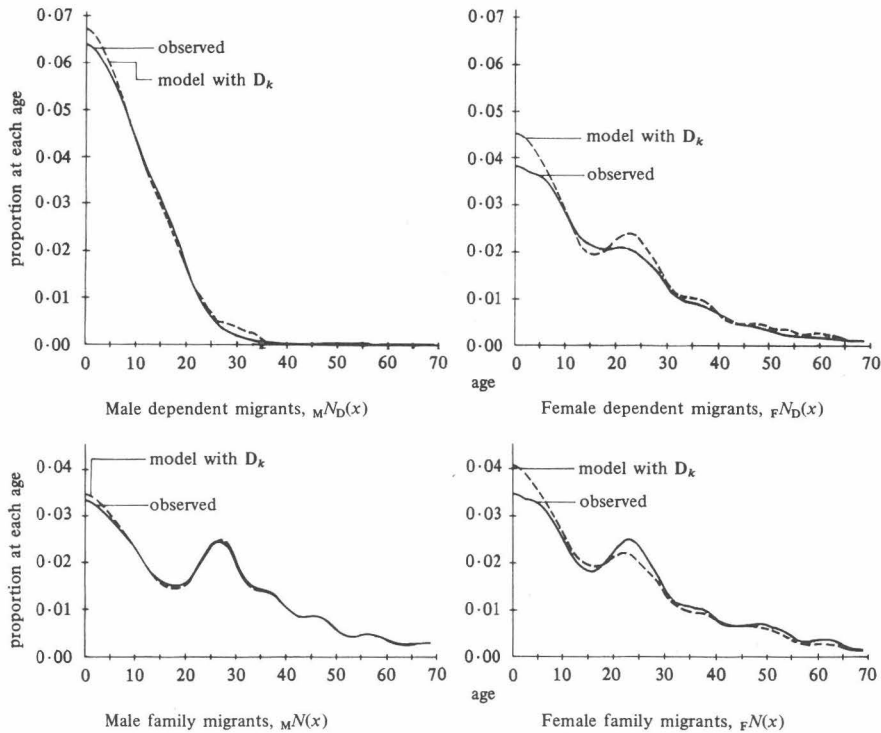 proportion at each age
0·07
0·06
0·05
0·04
0·03
0·02
0·01
0·00
observed
model with Dₖ
0 10 20 30 40 50 60 70
Male dependent migrants, ₘN_D(x)
0·07
0·06
0·05
0·04
0·03
0·02
0·01
0·00
model with Dₖ
observed
0 10 20 30 40 50 60 70
age
Female dependent migrants, _FN_D(x)
proportion at each age
0·04
0·03
0·02
0·01
0·00
model with Dₖ
observed
0 10 20 30 40 50 60 70
Male family migrants, ₘN(x)
0·04
0·03
0·02
0·01
0·00
model with Dₖ
observed
0 10 20 30 40 50 60 70
age
Female family migrants, _FN(x)